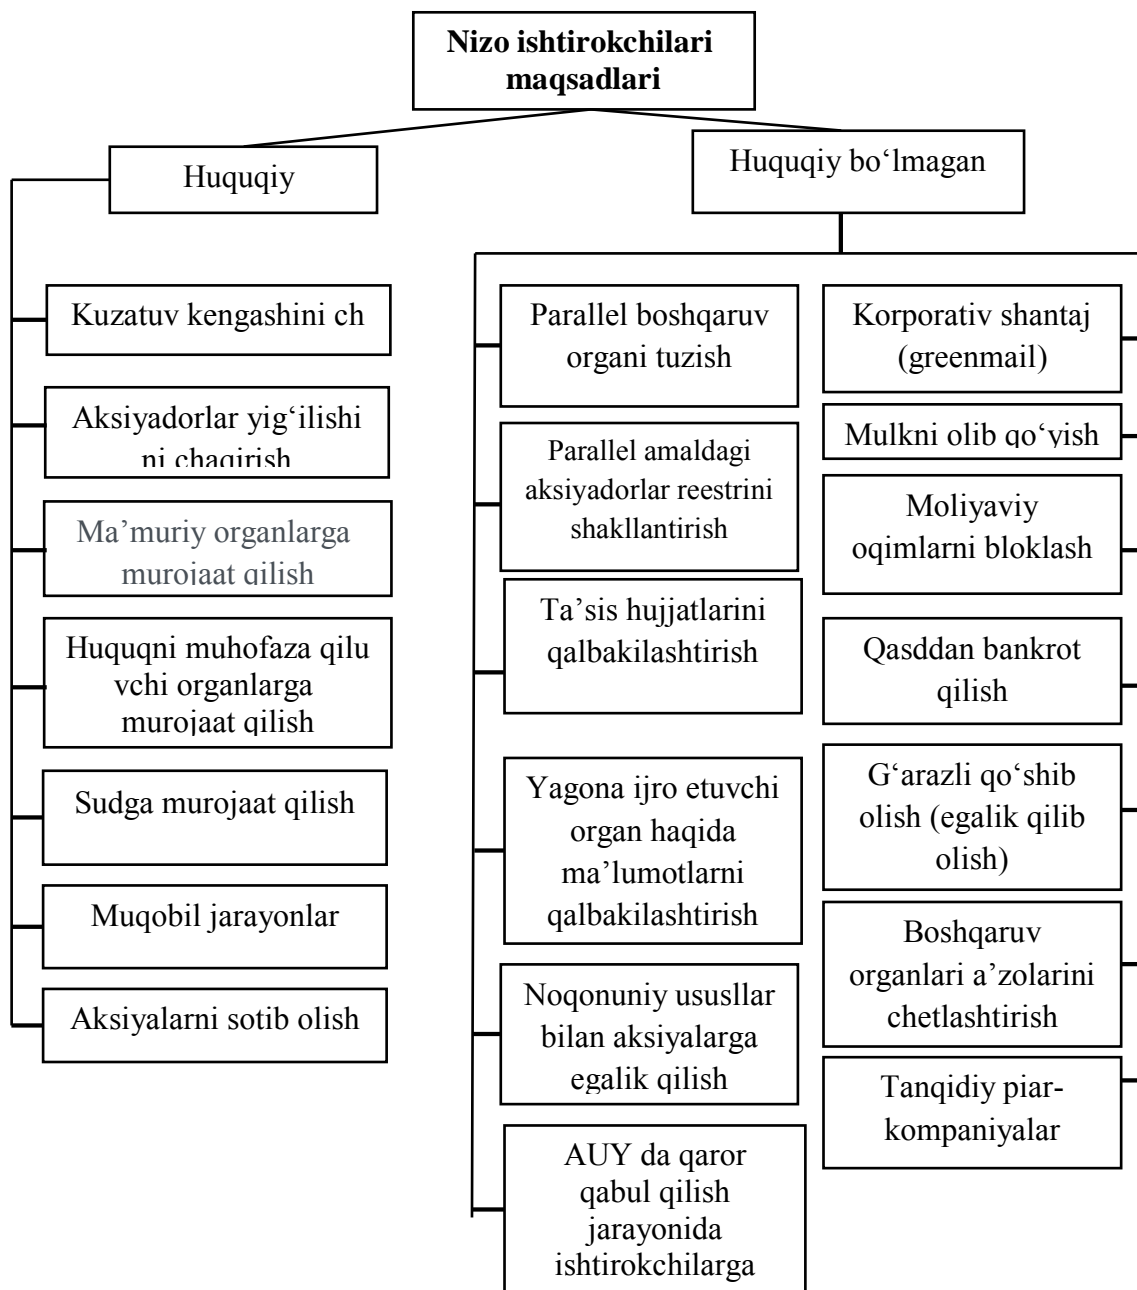 Nizo ishtirokchilari
maqsadlari
Huquqiy
Huquqiy bo‘lmagan
Kuzatuv kengashini ch
Aksiyadorlar yig‘ilishi
ni chaqirish
Ma’muriy organlarga
murojaat qilish
Huquqni muhofaza qilu
vchi organlarga
murojaat qilish
Sudga murojaat qilish
Muqobil jarayonlar
Aksiyalarni sotib olish
Parallel boshqaruv
organi tuzish
Parallel amaldagi
aksiyadorlar reestrini
shakllantirish
Ta’sis hujjatlarini
qalbakilashtirish
Yagona ijro etuvchi
organ haqida
ma’lumotlarni
qalbakilashtirish
Noqonuniy ususllar
bilan aksiyalarga
egalik qilish
AUY da qaror
qabul qilish
jarayonida
ishtirokchilarga
Korporativ shantaj
(greenmail)
Mulkni olib qo‘yish
Moliyaviy
oqimlarni bloklash
Qasddan bankrot
qilish
G‘arazli qo‘shib
olish (egalik qilib
olish)
Boshqaruv
organlari a’zolarini
chetlashtirish
Tanqidiy piar-
kompaniyalar